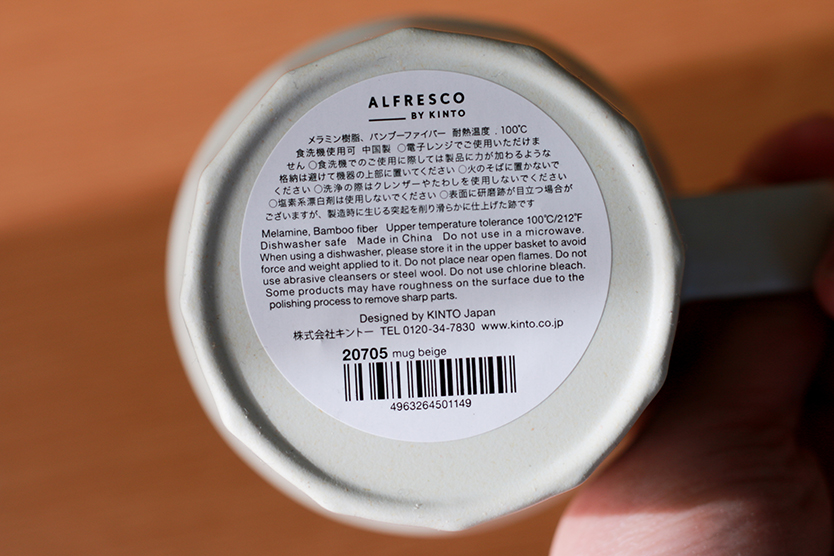 ALFRESCO
BY KINTO
メラミン樹脂、バンブーファイバー 耐熱温度．100℃
食洗機使用可 中国製 ○電子レンジでご使用いただけま
せん ○食洗機でのご使用に際しては製品に力が加わるような
格納は避けて機器の上部に置いてください ○火のそばに置かないで
ください ○洗浄の際はクレンザーやたわしを使用しないでください
○塩素系漂白剤は使用しないでください ○表面に研磨跡が目立つ場合が
ございますが、製造時に生じる突起を削り滑らかに仕上げた跡です
Melamine, Bamboo fiber Upper temperature tolerance 100℃/212℉
Dishwasher safe Made in China Do not use in a microwave.
When using a dishwasher, please store it in the upper basket to avoid
force and weight applied to it. Do not place near open flames. Do not
use abrasive cleansers or steel wool. Do not use chlorine bleach.
Some products may have roughness on the surface due to the
polishing process to remove sharp parts.
Designed by KINTO Japan
株式会社キントー TEL 0120-34-7830 www.kinto.co.jp
20705 mug beige
4963264501149